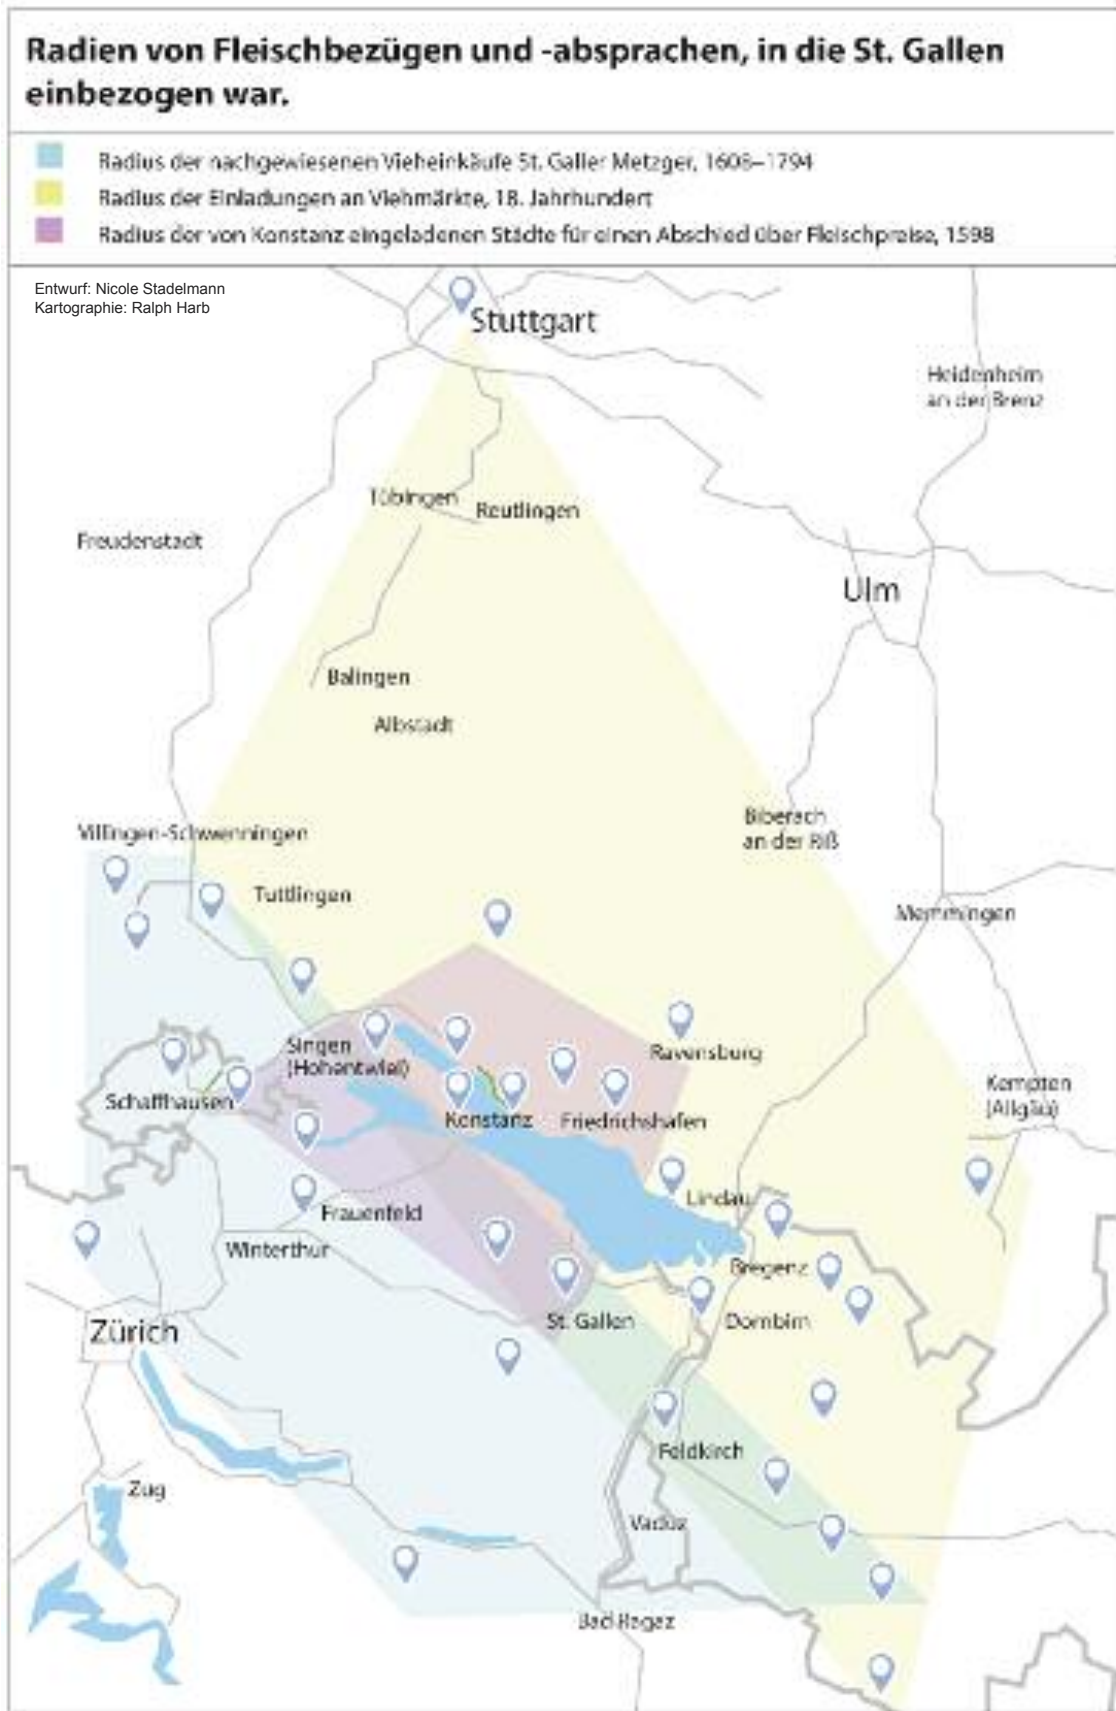 Radien von Fleischbezügen und -absprachen, in die St. Gallen
einbezogen war.
Radius der nachgewiesenen Vieheinkäufe St. Galler Metzger, 1608–1794
Radius der Einladungen an Viehmärkte, 18. Jahrhundert
Radius der von Konstanz eingeladenen Städte für einen Abschied über Fleischpreise, 1598
Entwurf: Nicole Stadelmann
Kartographie: Ralph Harb
Stuttgart
Heidenheim
an der Brenz
Tübingen
Reutlingen
Freudenstadt
Ulm
Balingen
Albstadt
Biberach
an der Riß
Villingen-Schwenningen
Tuttlingen
Memmingen
Singen
(Hohentwiel)
Ravensburg
Kempten
(Allgäu)
Schaffhausen
Konstanz
Friedrichshafen
Lindau
Frauenfeld
Winterthur
Bregenz
St. Gallen
Dornbirn
Zürich
Feldkirch
Zug
Vaduz
Bad Ragaz